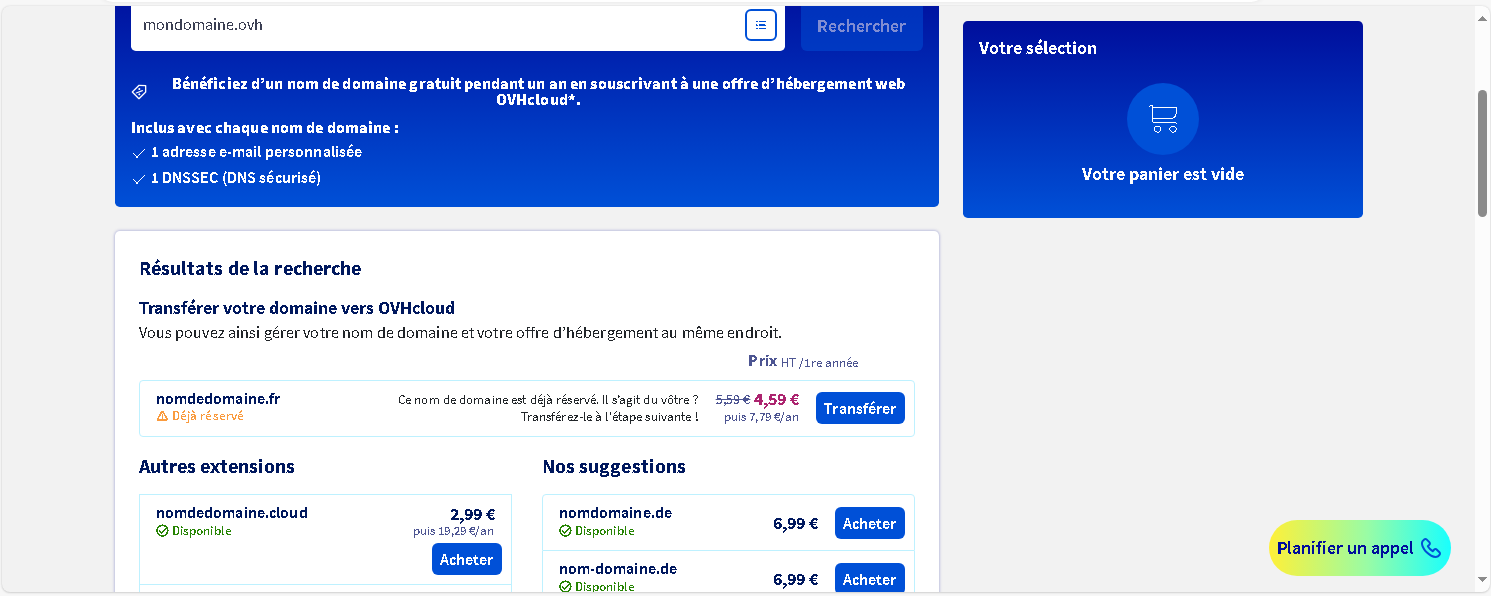 mondomaine.ovh
Rechercher
Bénéficiez d’un nom de domaine gratuit pendant un an en souscrivant à une offre d’hébergement web
OVHcloud*.
Inclus avec chaque nom de domaine :
1 adresse e-mail personnalisée
1 DNSSEC (DNS sécurisé)
Votre sélection
Votre panier est vide
Résultats de la recherche
Transférer votre domaine vers OVHcloud
Vous pouvez ainsi gérer votre nom de domaine et votre offre d’hébergement au même endroit.
Prix HT /1re année
nomdedomaine.fr
Déjà réservé
Ce nom de domaine est déjà réservé. Il s’agit du vôtre ?
Transférez-le à l’étape suivante !
5,59 € 4,59 €
puis 7,79 €/an
Transférer
Autres extensions
nomdedomaine.cloud
Disponible
2,99 €
puis 19,29 €/an
Acheter
Nos suggestions
nomdomaine.de
Disponible
6,99 €
Acheter
nom-domaine.de
Disponible
6,99 €
Acheter
Planifier un appel